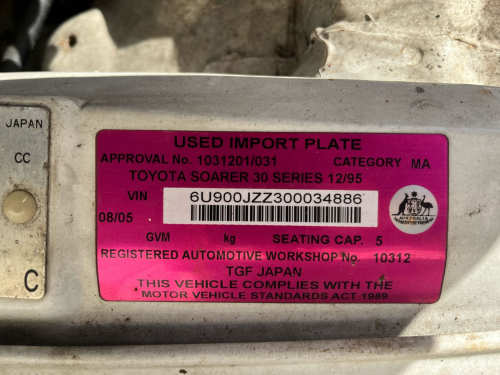 JAPAN
CC
C
USED IMPORT PLATE
APPROVAL No. 1031201/031 CATEGORY MA
TOYOTA SOARER 30 SERIES 12/95
VIN 6U900JZZ300034886
08/05
AUSTRALIA
GVM kg SEATING CAP. 5
REGISTERED AUTOMOTIVE WORKSHOP No. 10312
TGF JAPAN
THIS VEHICLE COMPLIES WITH THE
MOTOR VEHICLE STANDARDS ACT 1989